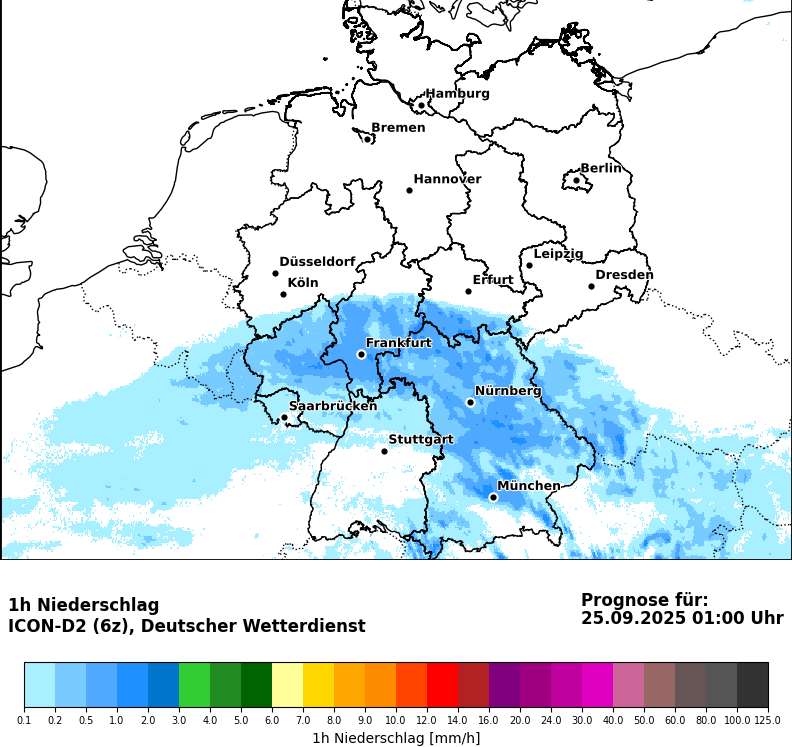 Hamburg
Bremen
Berlin
Hannover
Leipzig
Düsseldorf
Dresden
Köln
Erfurt
Frankfurt
Nürnberg
Saarbrücken
Stuttgart
München
1h Niederschlag
ICON-D2 (6z), Deutscher Wetterdienst
Prognose für:
25.09.2025 01:00 Uhr
0.1 0.2 0.5 1.0 2.0 3.0 4.0 5.0 6.0 7.0 8.0 9.0 10.0 12.0 14.0 16.0 20.0 24.0 30.0 40.0 50.0 60.0 80.0 100.0 125.0
1h Niederschlag [mm/h]